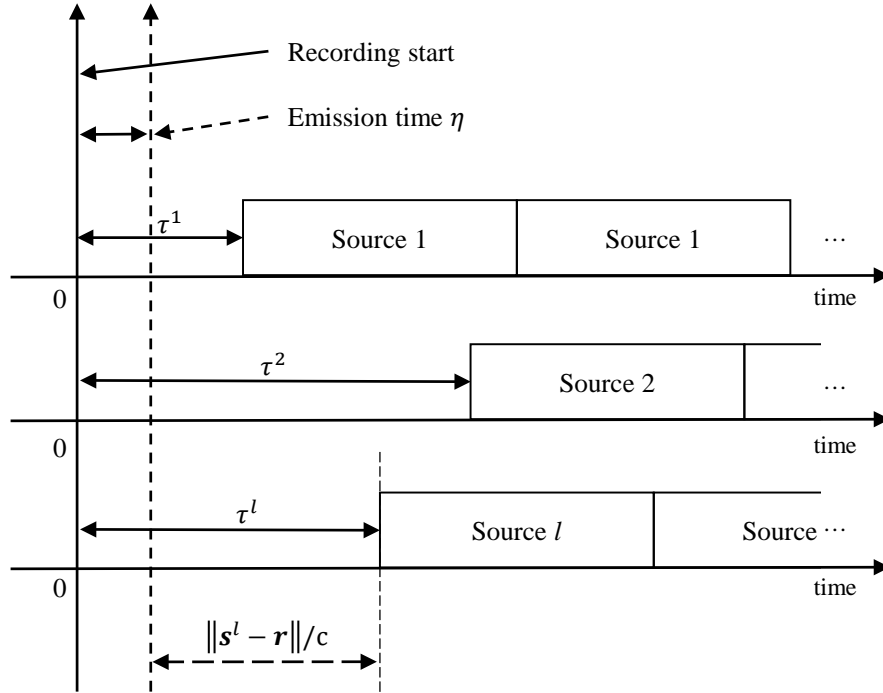 Recording start
Emission time η
τ¹
Source 1 Source 1 ...
0 time
τ²
Source 2 ...
0 time
τˡ
Source l Source ...
0 time
‖𝒔ˡ − 𝒓‖/c